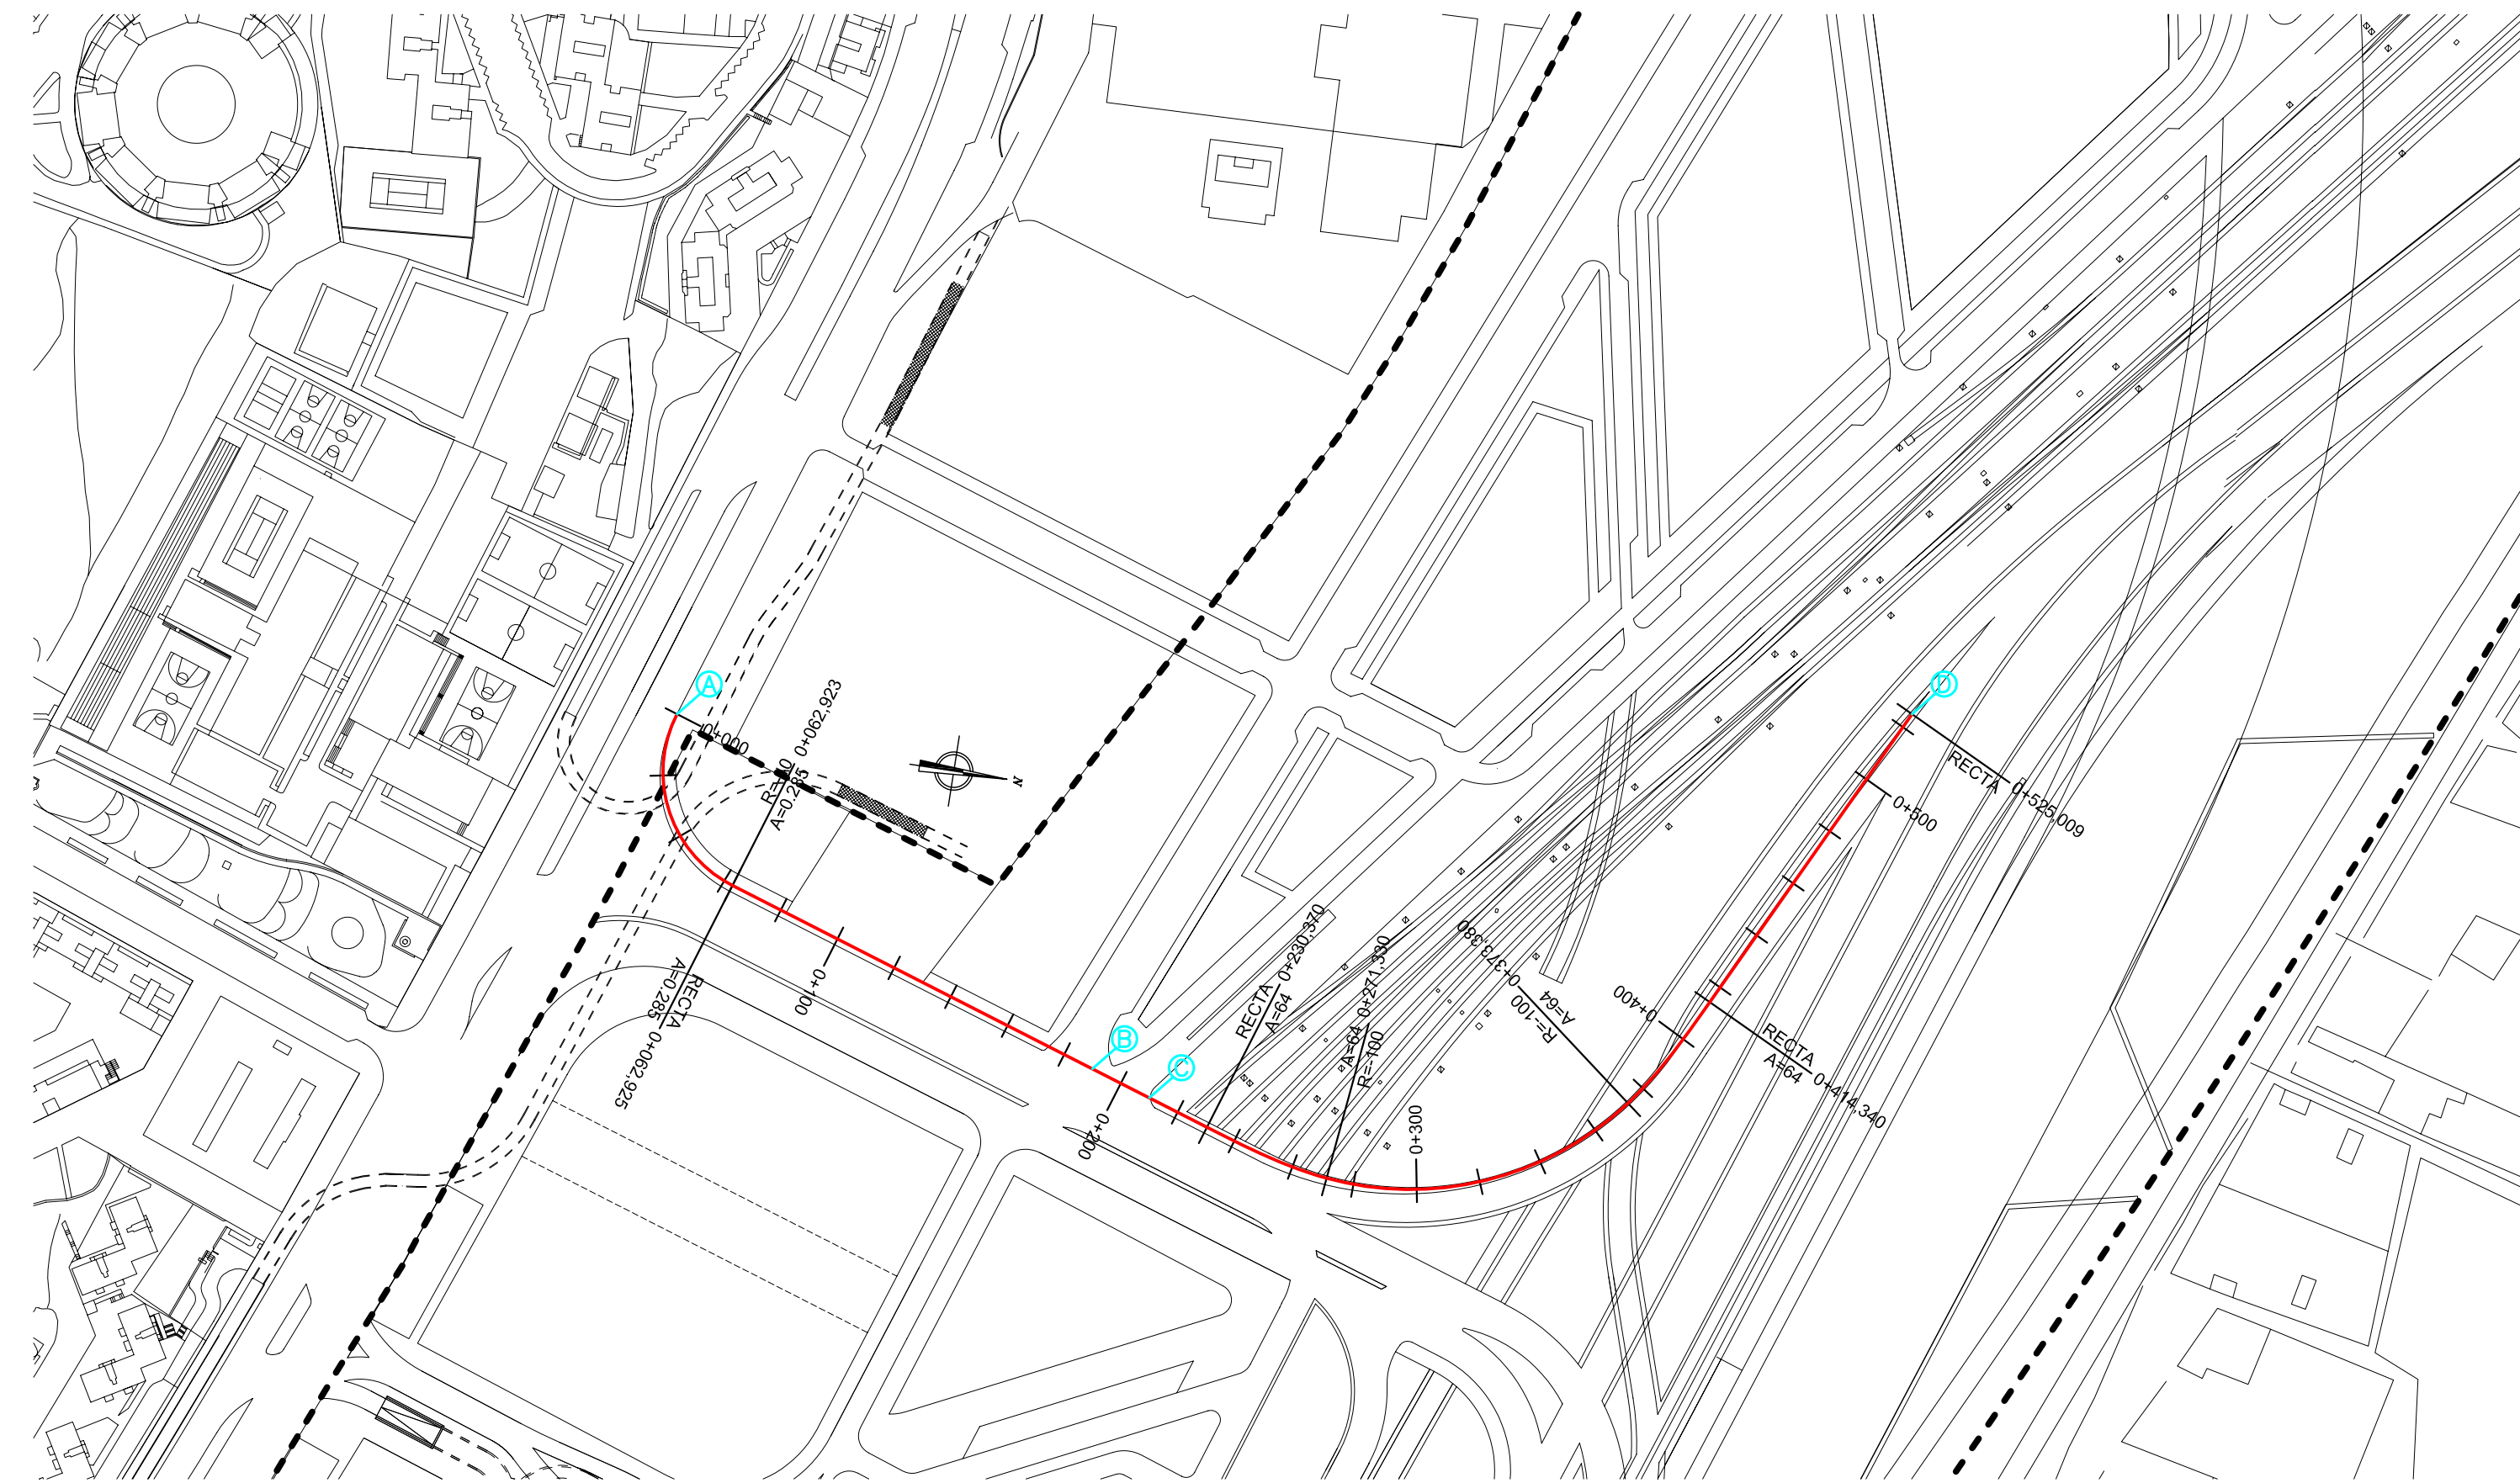 A
0+000
R=40 0+062,923
A=0.285
N
RECTA
A=0.285 0+062,925
0+100
B
C
0+200
RECTA 0+230,370
A=64
A=64 0+271,330
R=-100
0+300
0+373,380
R=-100
A=64
0+400
RECTA
A=64 0+414,340
0+500
RECTA 0+525,009
D